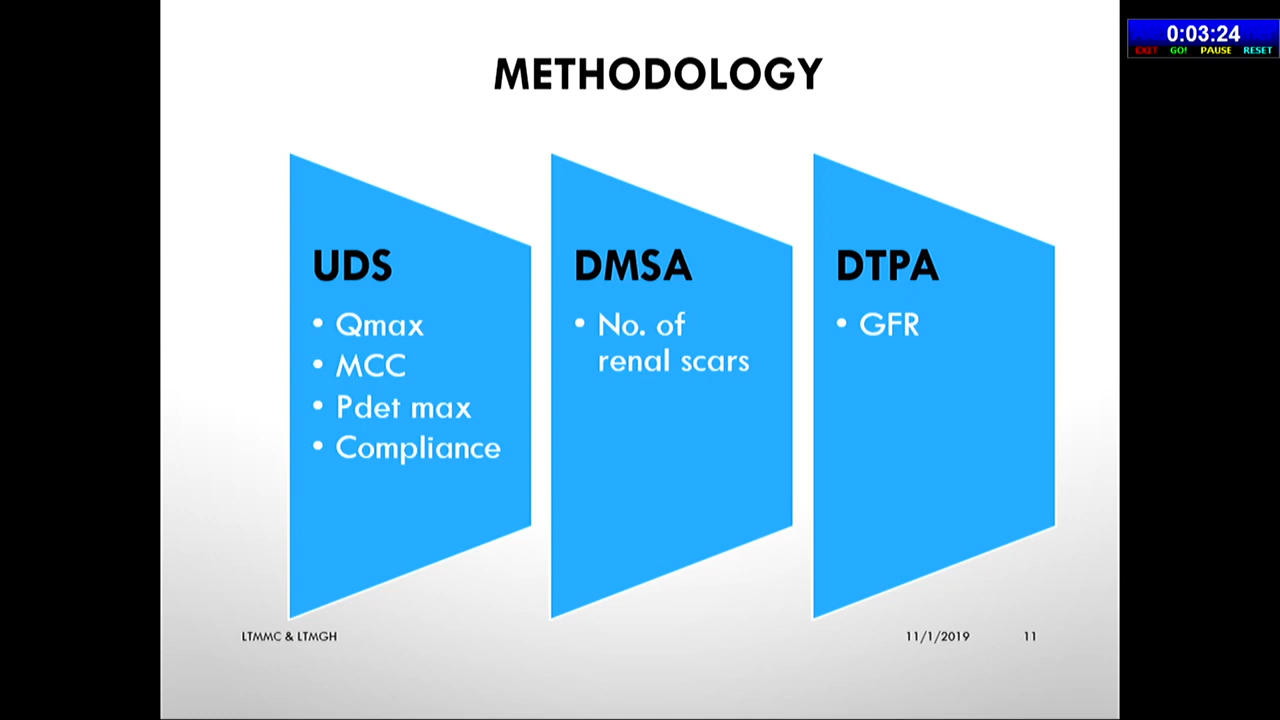 0:03:24
EXIT GO! PAUSE RESET
METHODOLOGY
UDS
• Qmax
• MCC
• Pdet max
• Compliance
DMSA
• No. of
renal scars
DTPA
• GFR
LTMMC & LTMGH
11/1/2019
11